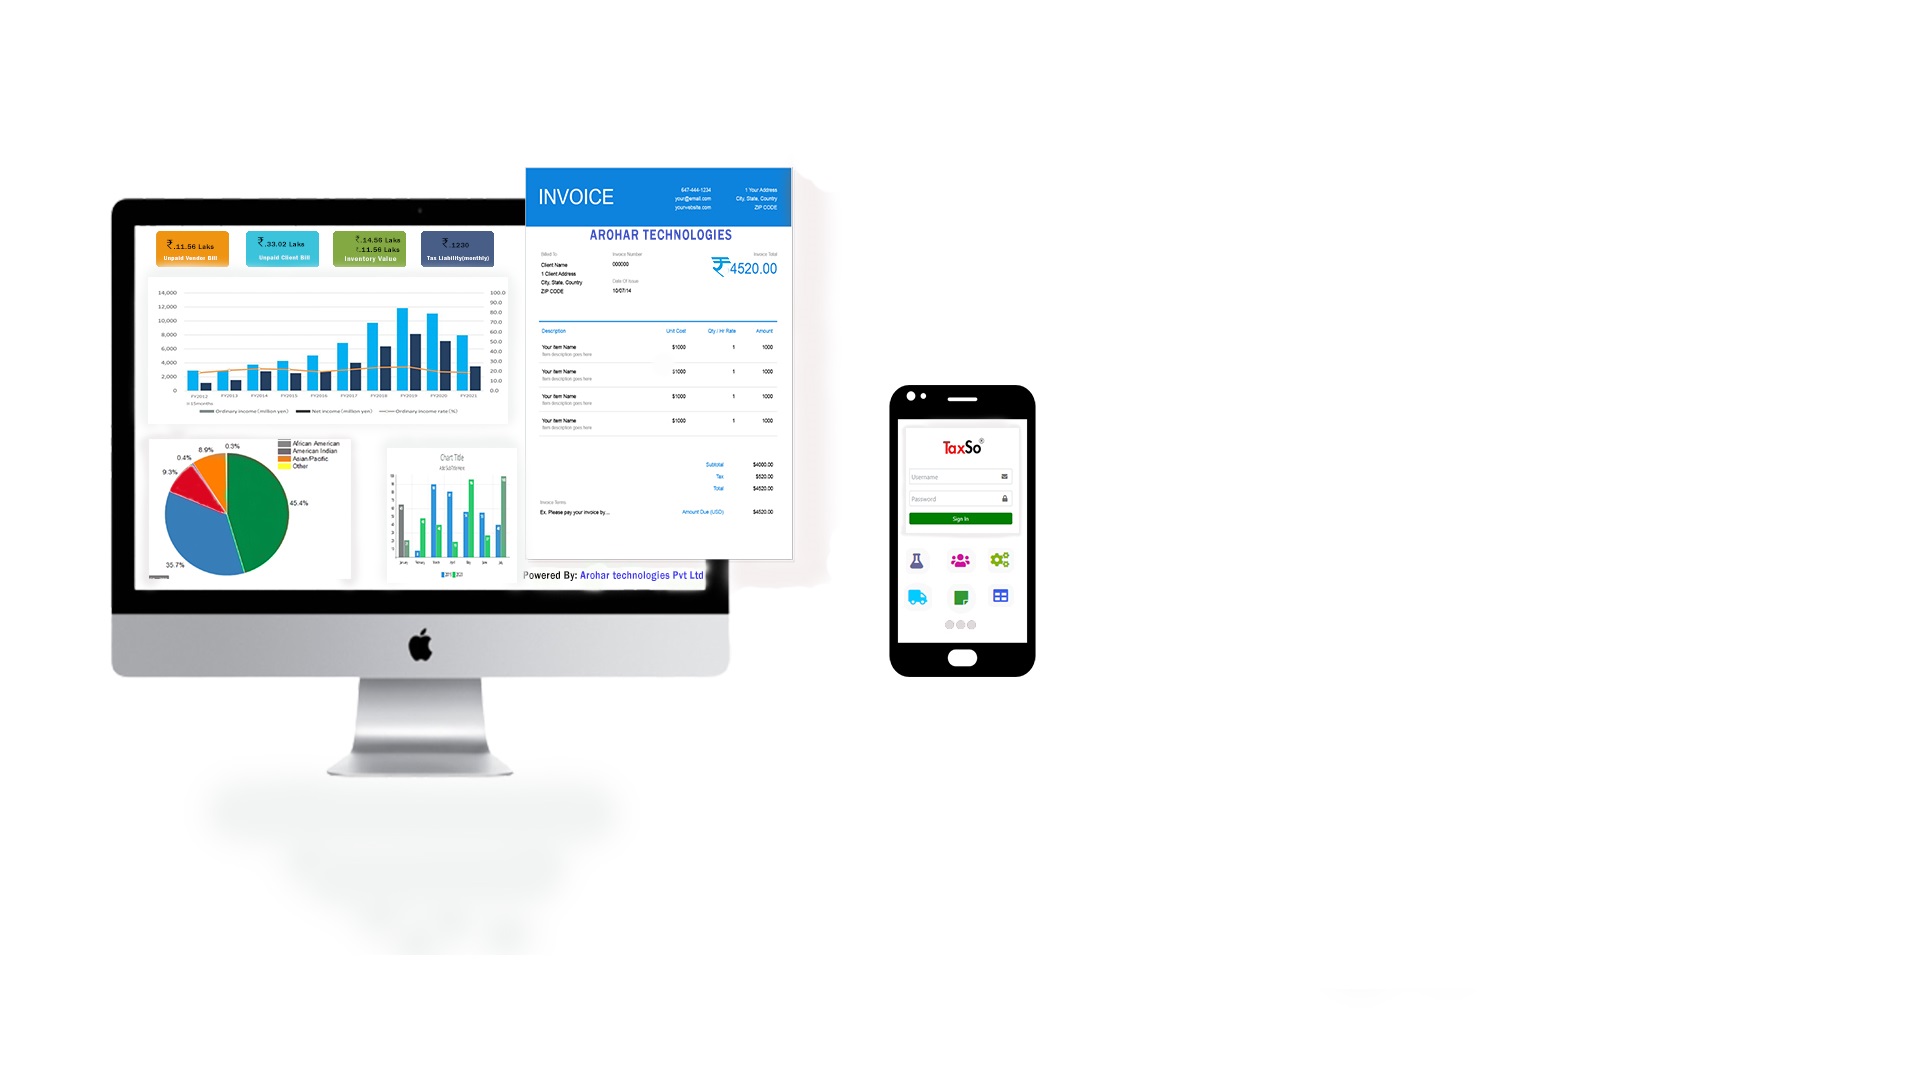 ₹.11.56 Laks
Unpaid Vendor Bill
₹.33.02 Laks
Unpaid Client Bill
₹.14.56 Laks
₹.11.56 Laks
Inventory Value
₹.1230
Tax Liability(monthly)
14,000
12,000
10,000
8,000
6,000
4,000
2,000
0
100.0
90.0
80.0
70.0
60.0
50.0
40.0
30.0
20.0
10.0
0.0
FY2012 FY2013 FY2014 FY2015 FY2016 FY2017 FY2018 FY2019 FY2020 FY2021
Ordinary income (million yen) Net income (million yen) Ordinary income rate (%)
0.3%
8.9%
0.4%
9.3%
45.4%
35.7%
African American
American Indian
Asian/Pacific
Other
Chart Title
January February March April May June July
INVOICE
647-444-1234
your@email.com
yourwebsite.com
1 Your Address
City, State, Country
ZIP CODE
AROHAR TECHNOLOGIES
Billed To
Client Name
1 Client Address
City, State, Country
ZIP CODE
Invoice Number
000000
Date Of Issue
10/07/14
Invoice Total
₹4520.00
Description Unit Cost Qty / Hr Rate Amount
Your Item Name $1000 1 1000
Item description goes here
Your Item Name $1000 1 1000
Item description goes here
Your Item Name $1000 1 1000
Item description goes here
Your Item Name $1000 1 1000
Item description goes here
Subtotal $4000.00
Tax $520.00
Total $4520.00
Invoice Terms
Ex. Please pay your invoice by...
Amount Due (USD) $4520.00
Powered By: Arohar technologies Pvt Ltd
TaxSo®
Username
Password
Sign In